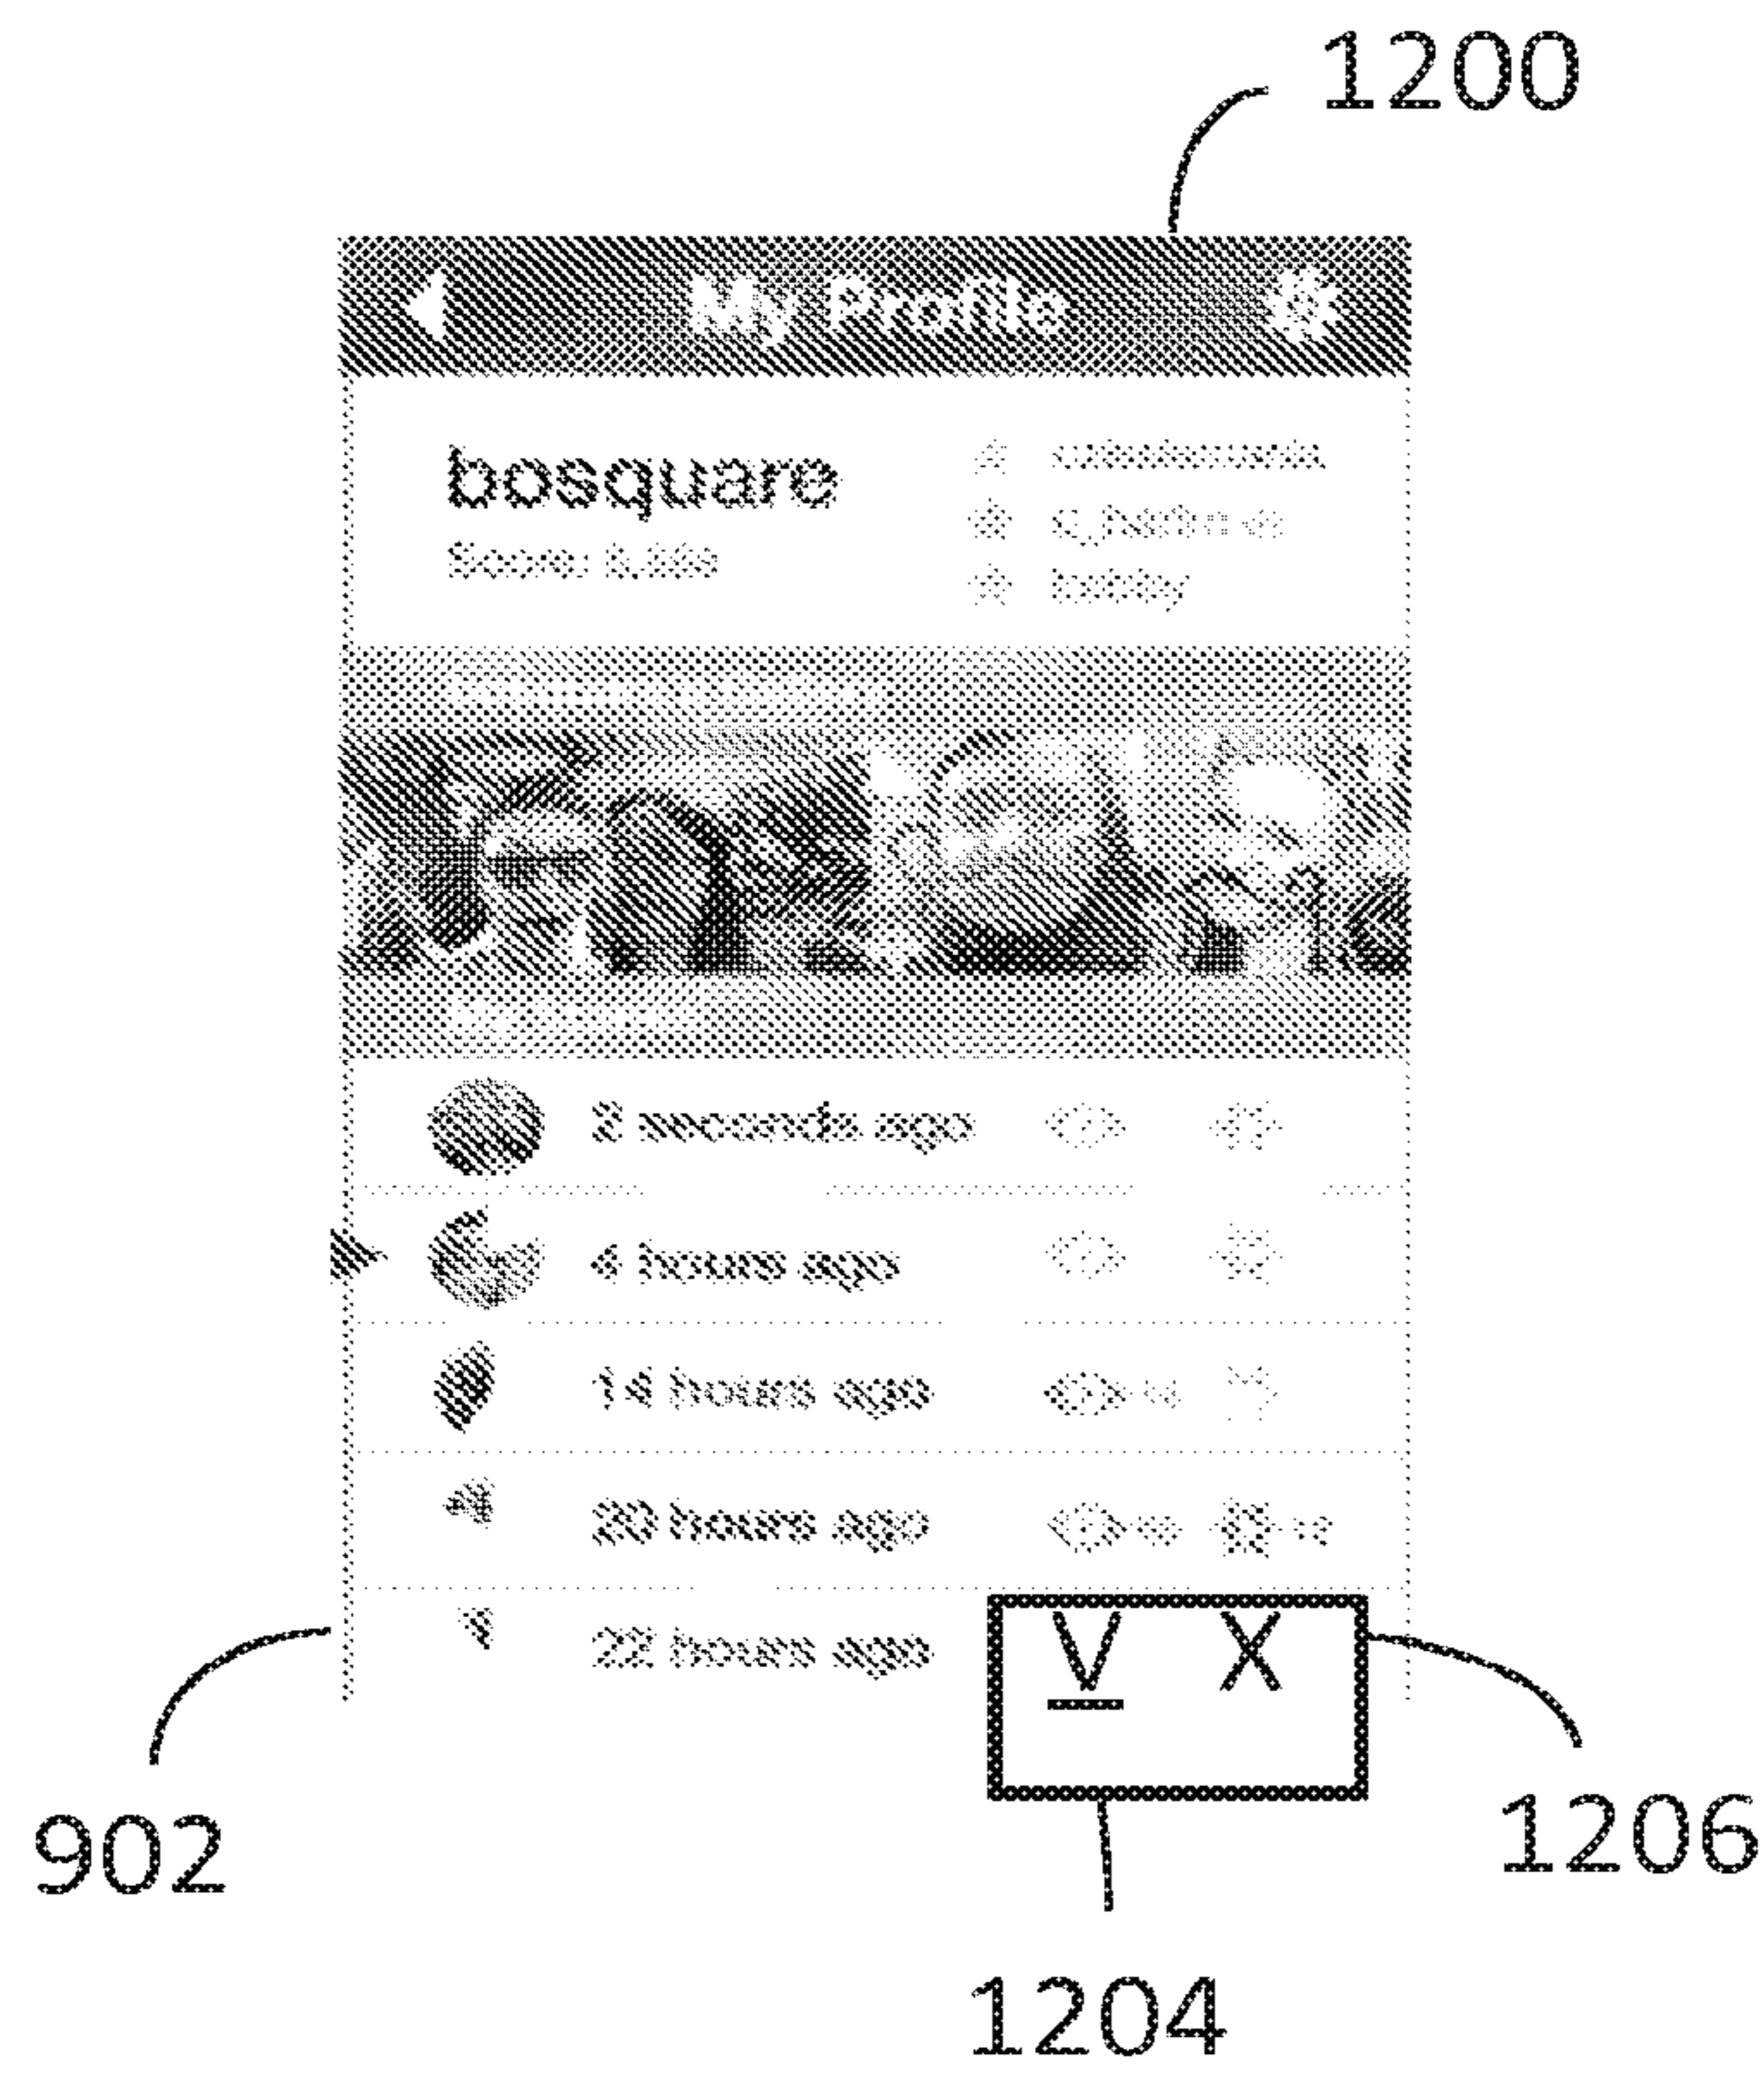 1200
My Profile
bosquare
Score:
2 seconds ago
4 hours ago
14 hours ago
20 hours ago
22 hours ago
V X
902
1206
1204